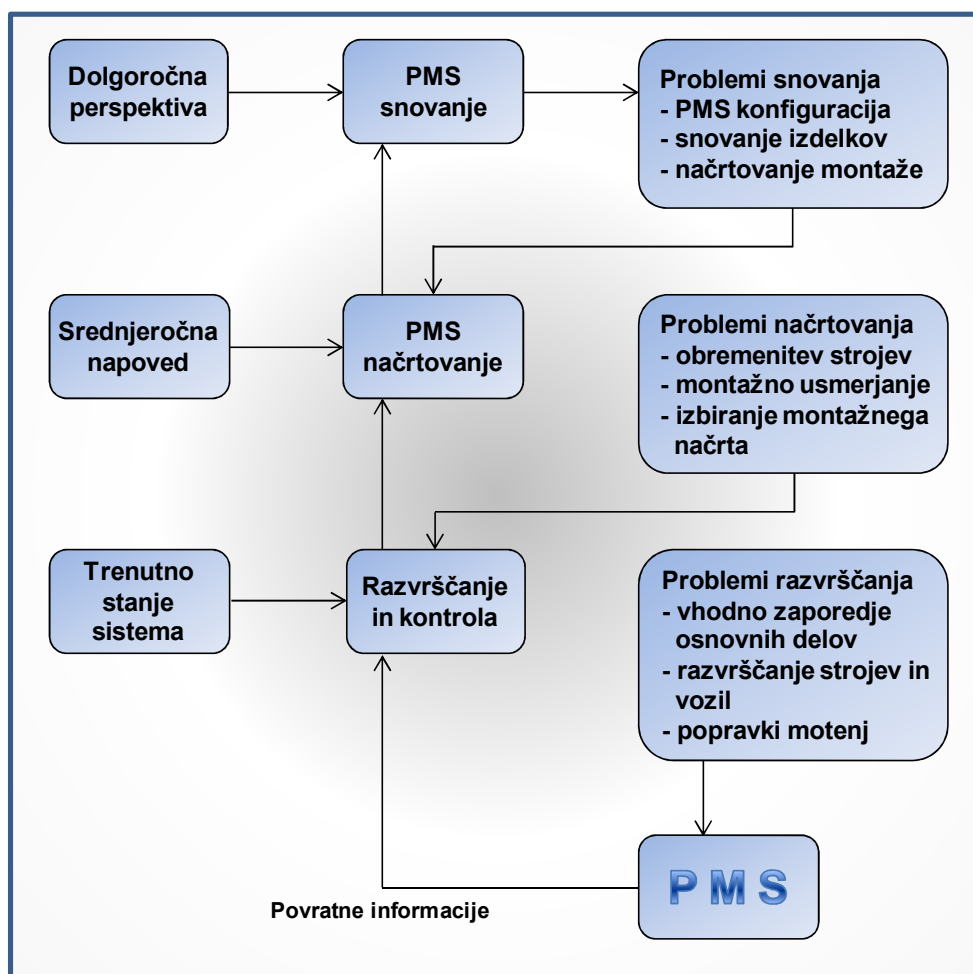 Dolgoročna
perspektiva
PMS
snovanje
Problemi snovanja
- PMS konfiguracija
- snovanje izdelkov
- načrtovanje montaže
Srednjeročna
napoved
PMS
načrtovanje
Problemi načrtovanja
- obremenitev strojev
- montažno usmerjanje
- izbiranje montažnega
načrta
Trenutno
stanje
sistema
Razvrščanje
in kontrola
Problemi razvrščanja
- vhodno zaporedje
osnovnih delov
- razvrščanje strojev in
vozil
- popravki motenj
PMS
Povratne informacije